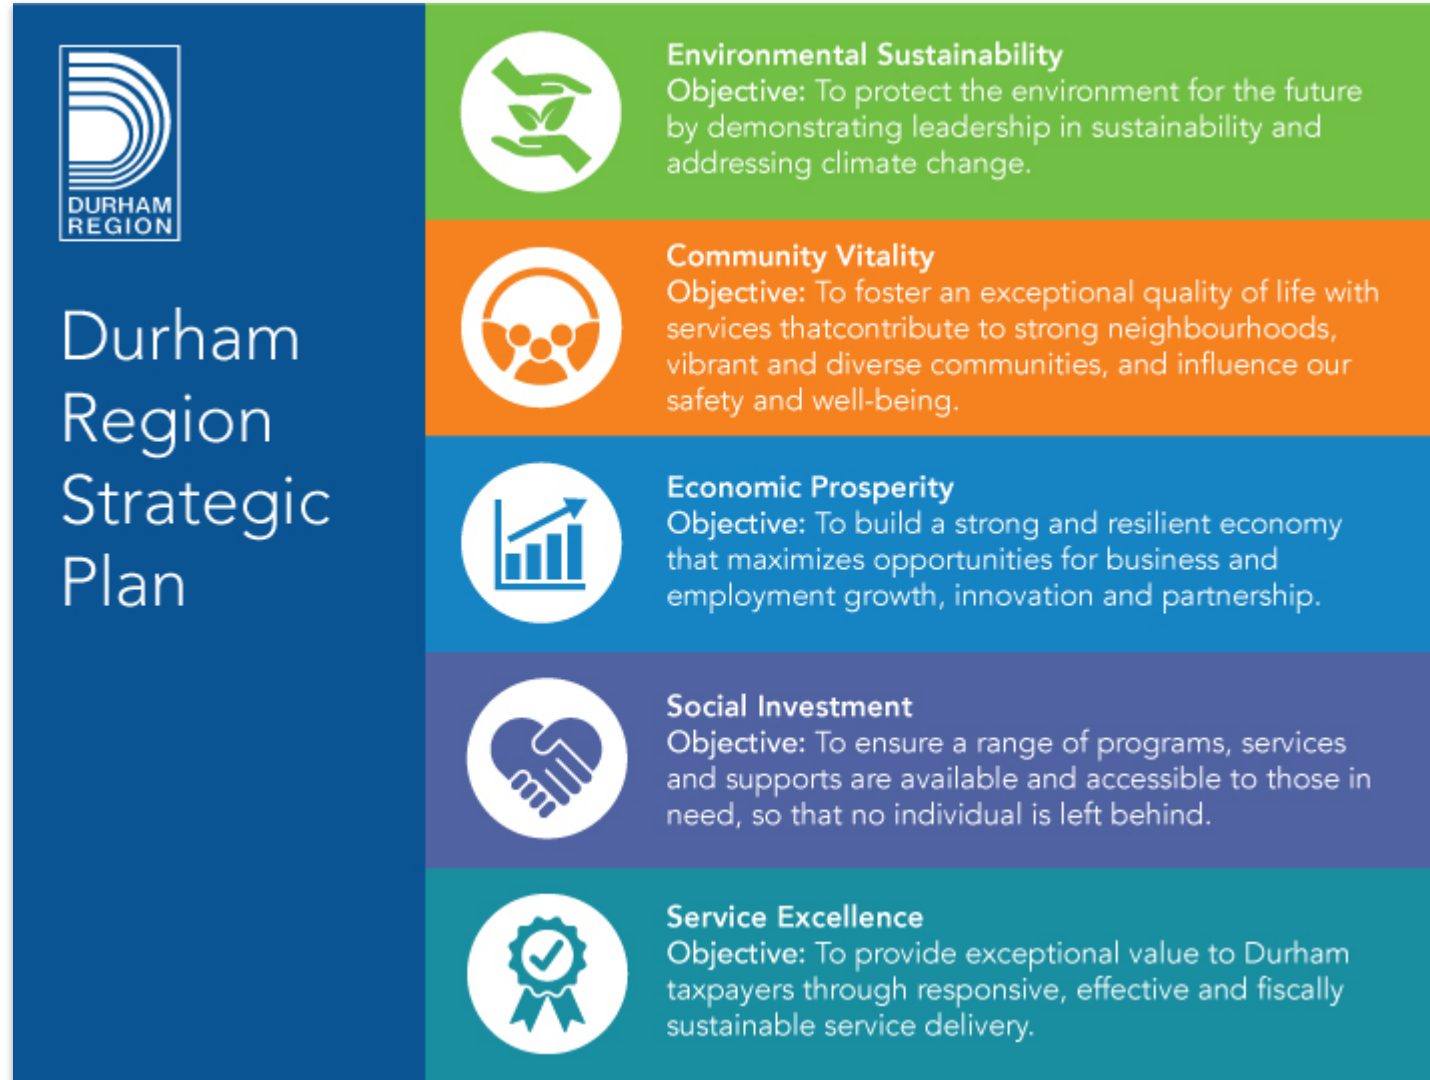 DURHAM
REGION
Durham
Region
Strategic
Plan
Environmental Sustainability
Objective: To protect the environment for the future
by demonstrating leadership in sustainability and
addressing climate change.
Community Vitality
Objective: To foster an exceptional quality of life with
services thatcontribute to strong neighbourhoods,
vibrant and diverse communities, and influence our
safety and well-being.
Economic Prosperity
Objective: To build a strong and resilient economy
that maximizes opportunities for business and
employment growth, innovation and partnership.
Social Investment
Objective: To ensure a range of programs, services
and supports are available and accessible to those in
need, so that no individual is left behind.
Service Excellence
Objective: To provide exceptional value to Durham
taxpayers through responsive, effective and fiscally
sustainable service delivery.